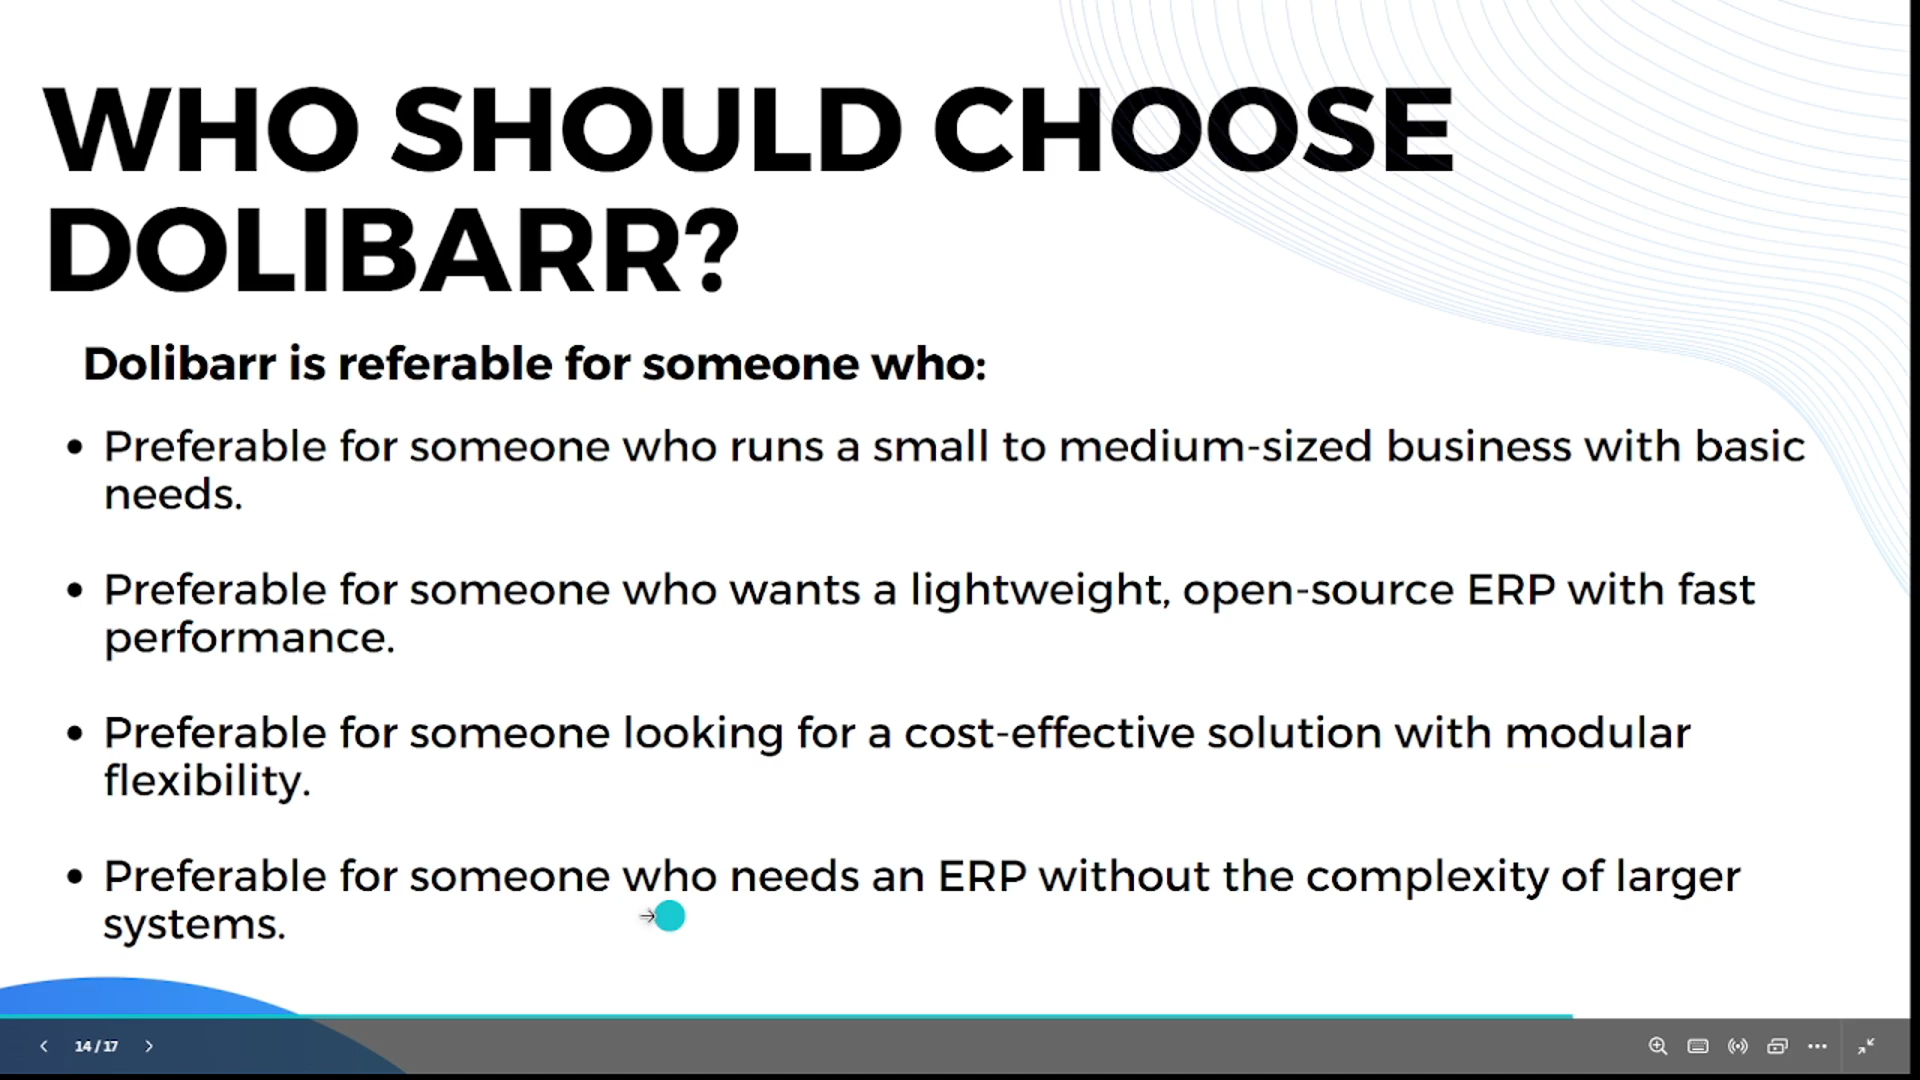 WHO SHOULD CHOOSE
DOLIBARR?
Dolibarr is referable for someone who:
• Preferable for someone who runs a small to medium-sized business with basic
needs.
• Preferable for someone who wants a lightweight, open-source ERP with fast
performance.
• Preferable for someone looking for a cost-effective solution with modular
flexibility.
• Preferable for someone who needs an ERP without the complexity of larger
systems.
14 / 17